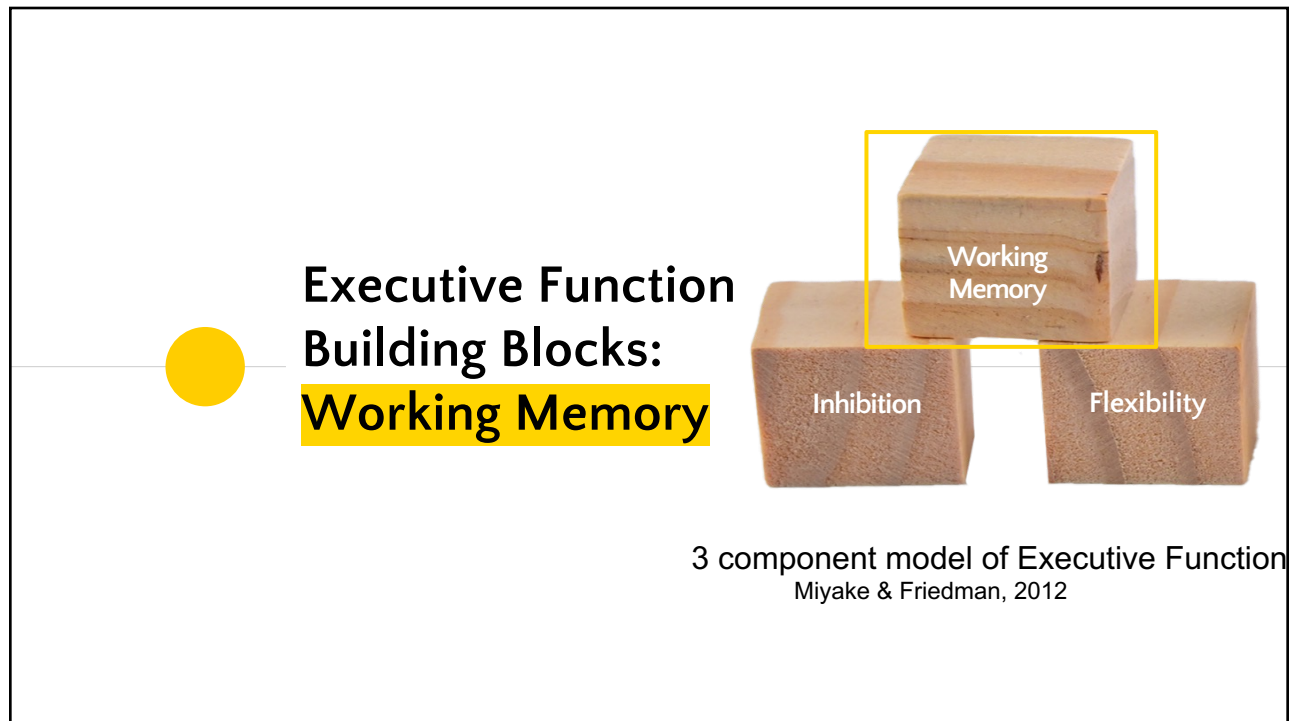 Executive Function
Building Blocks:
Working Memory
Working
Memory
Inhibition
Flexibility
3 component model of Executive Function
Miyake & Friedman, 2012